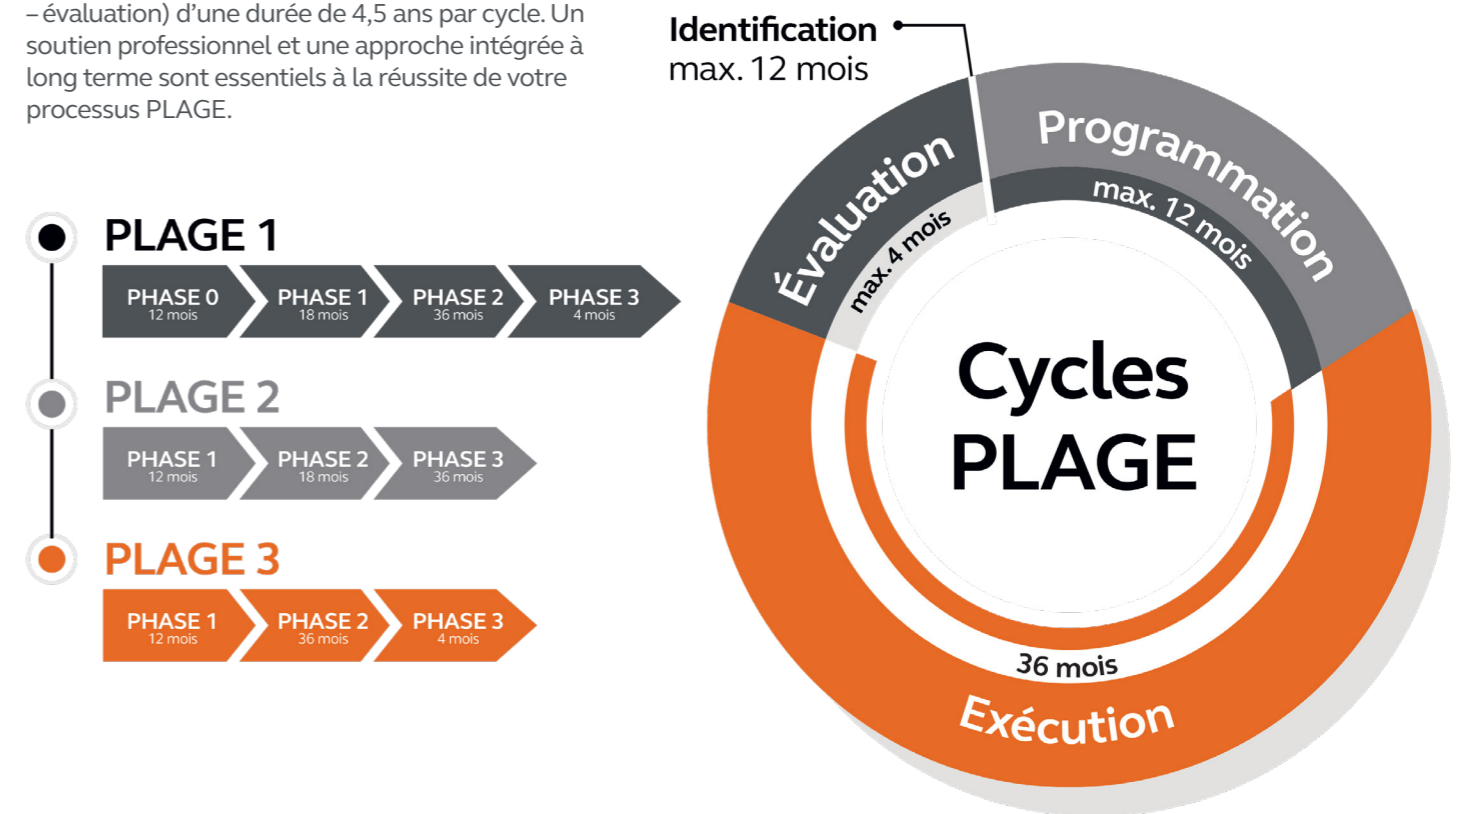 – évaluation) d’une durée de 4,5 ans par cycle. Un
soutien professionnel et une approche intégrée à
long terme sont essentiels à la réussite de votre
processus PLAGE.
PLAGE 1
PHASE 0
12 mois
PHASE 1
18 mois
PHASE 2
36 mois
PHASE 3
4 mois
PLAGE 2
PHASE 1
12 mois
PHASE 2
18 mois
PHASE 3
36 mois
PLAGE 3
PHASE 1
12 mois
PHASE 2
36 mois
PHASE 3
4 mois
Identification
max. 12 mois
Évaluation
max. 4 mois
Programmation
max. 12 mois
Cycles
PLAGE
36 mois
Exécution